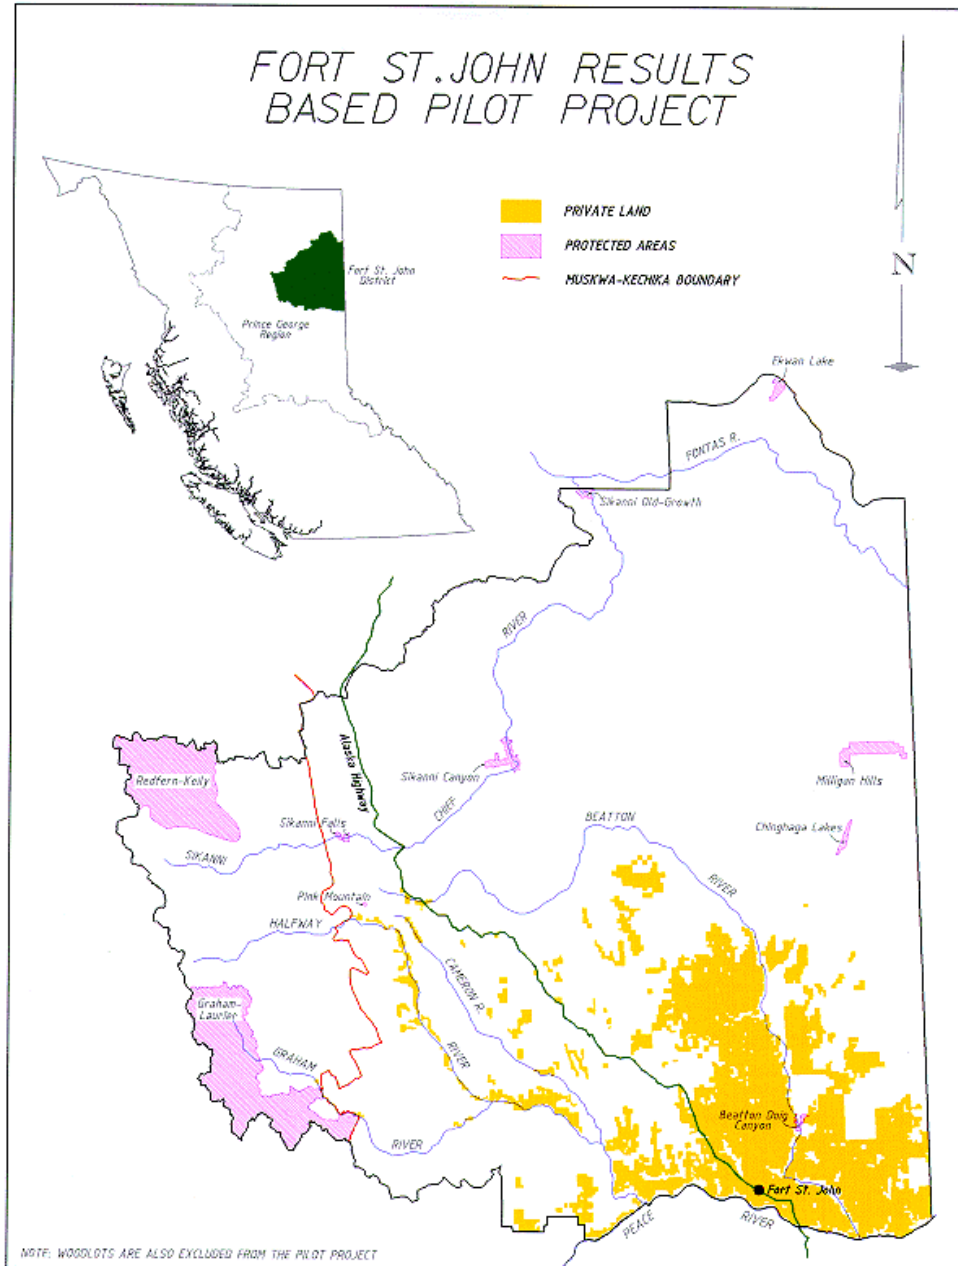 FORT ST.JOHN RESULTS
BASED PILOT PROJECT
PRIVATE LAND
PROTECTED AREAS
MUSKWA-KECHIKA BOUNDARY
N
Fort St. John
District
Prince George
Region
Ekwan Lake
FONTAS R.
Sikanni Old-Growth
RIVER
Alaska Highway
Redfern-Keily
Sikanni Canyon
Milligan Hills
CHIEF
Sikanni Falls
BEATTON
Chinghaga Lakes
SIKANNI
RIVER
Pink Mountain
HALFWAY
CAMERON R.
Graham-
Laurier
GRAHAM
RIVER
Beatton Doig
Canyon
RIVER
Fort St. John
PEACE
RIVER
NOTE: WOODLOTS ARE ALSO EXCLUDED FROM THE PILOT PROJECT